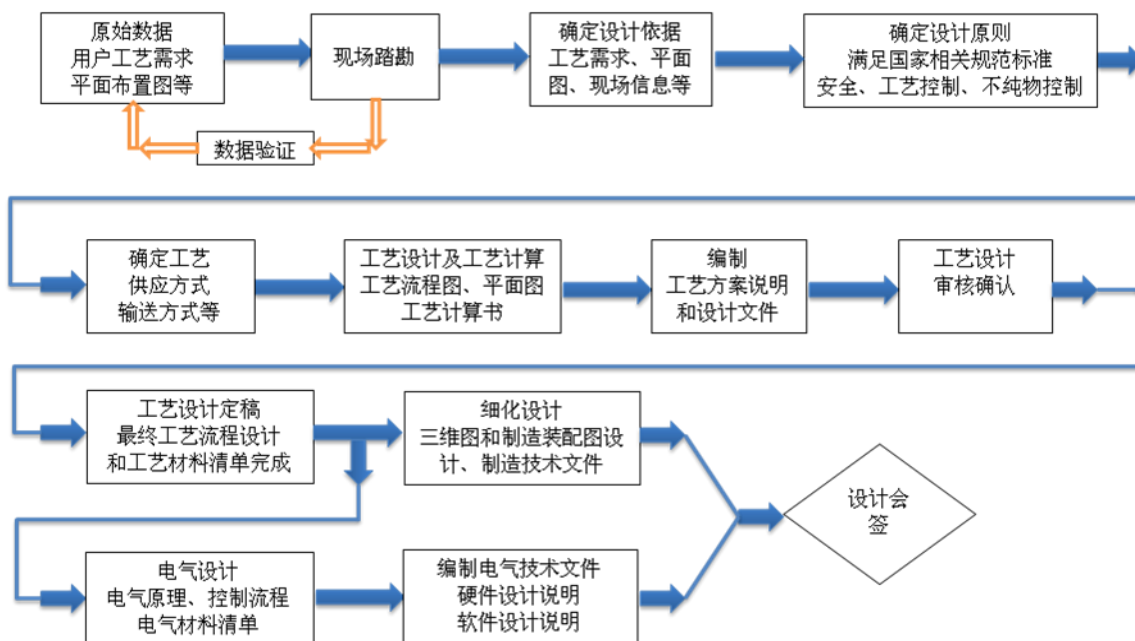 原始数据
用户工艺需求
平面布置图等
现场踏勘
确定设计依据
工艺需求、平面
图、现场信息等
确定设计原则
满足国家相关规范标准
安全、工艺控制、不纯物控制
数据验证
确定工艺
供应方式
输送方式等
工艺设计及工艺计算
工艺流程图、平面图
工艺计算书
编制
工艺方案说明
和设计文件
工艺设计
审核确认
工艺设计定稿
最终工艺流程设计
和工艺材料清单完成
细化设计
三维图和制造装配图设
计、制造技术文件
设计会
签
电气设计
电气原理、控制流程
电气材料清单
编制电气技术文件
硬件设计说明
软件设计说明